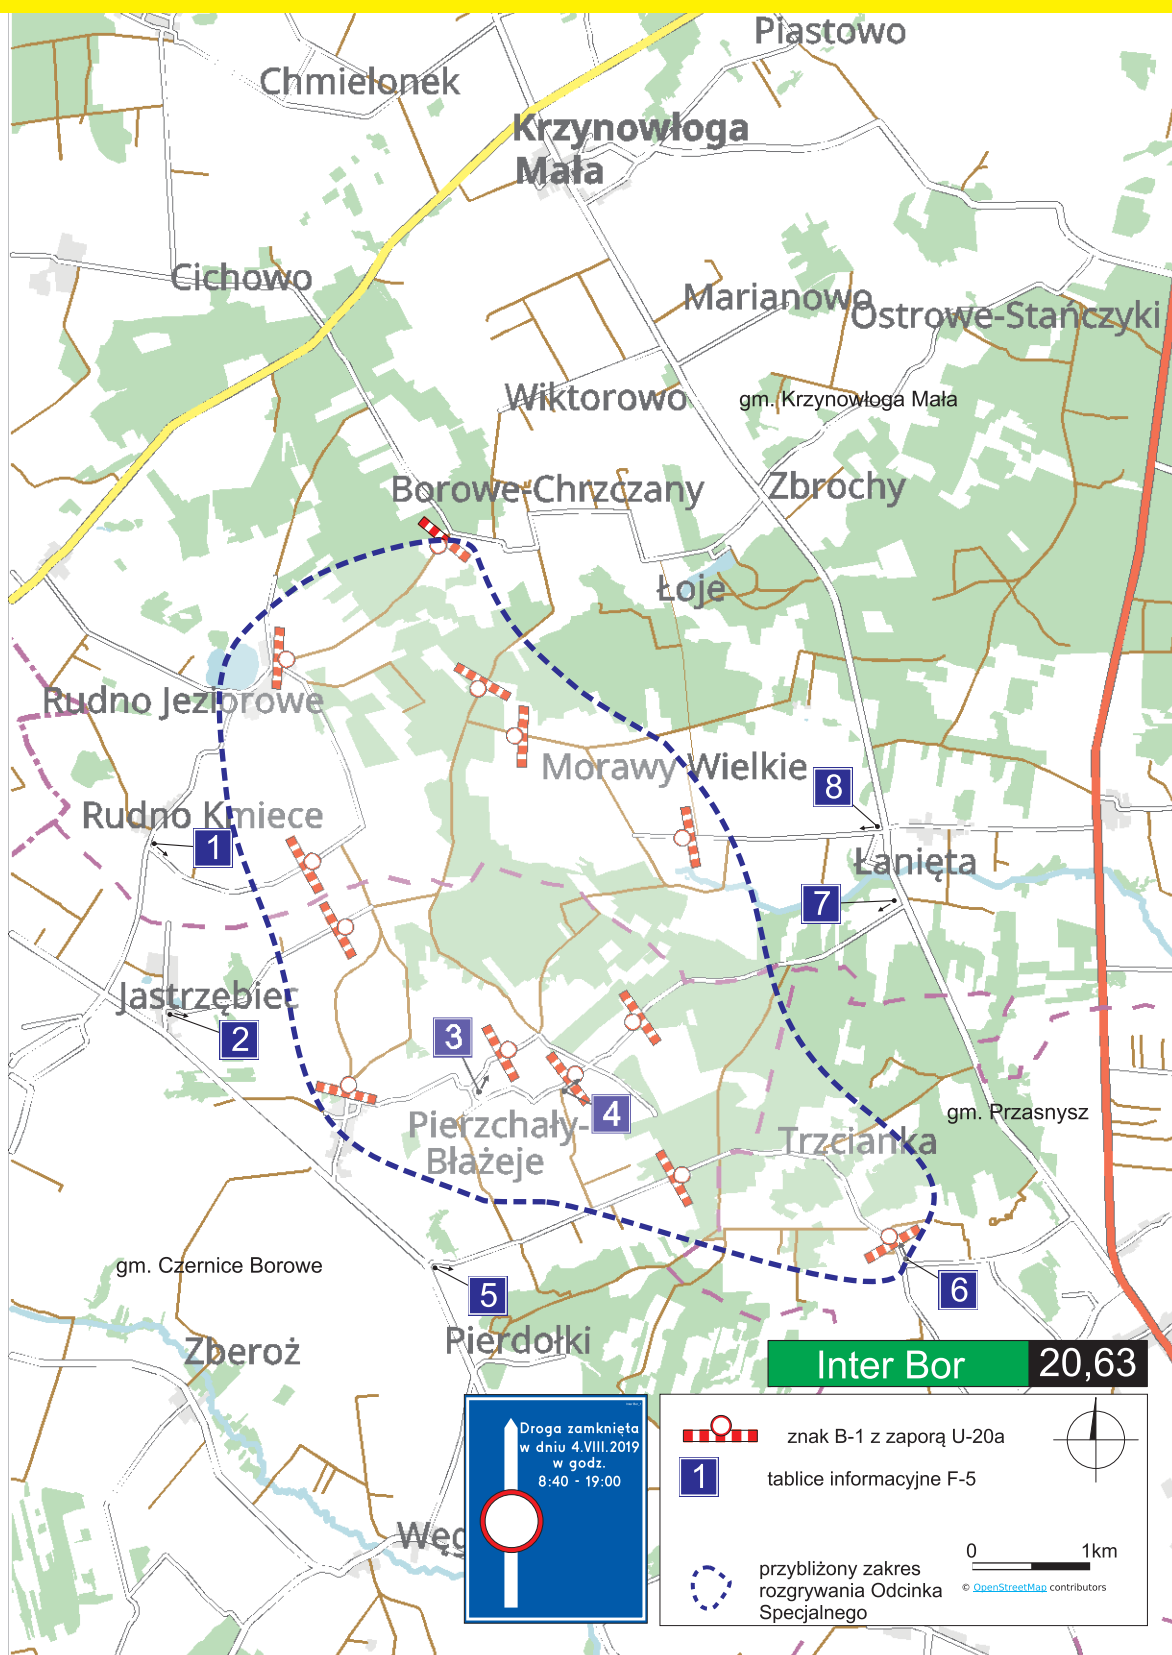 Piastowo
Chmielonek
Krzynowłoga
Mała
Cichowo
Marianowo
Ostrowe-Stańczyki
Wiktorowo
gm. Krzynowłoga Mała
Borowe-Chrzczany
Zbrochy
Łoje
Rudno Jeziorowe
Morawy Wielkie
8
Rudno Kmiece
1
Łanięta
7
Jastrzębiec
2
3
4
gm. Przasnysz
Pierzchały-
Błażeje
Trzcianka
gm. Czernice Borowe
5
6
Zberoż
Pierdołki
Inter Bor 20,63
Droga zamknięta
w dniu 4.VIII.2019
w godz.
8:40 - 19:00
Węg
znak B-1 z zaporą U-20a
1
tablice informacyjne F-5
0 1km
przybliżony zakres
rozgrywania Odcinka
Specjalnego
© OpenStreetMap contributors